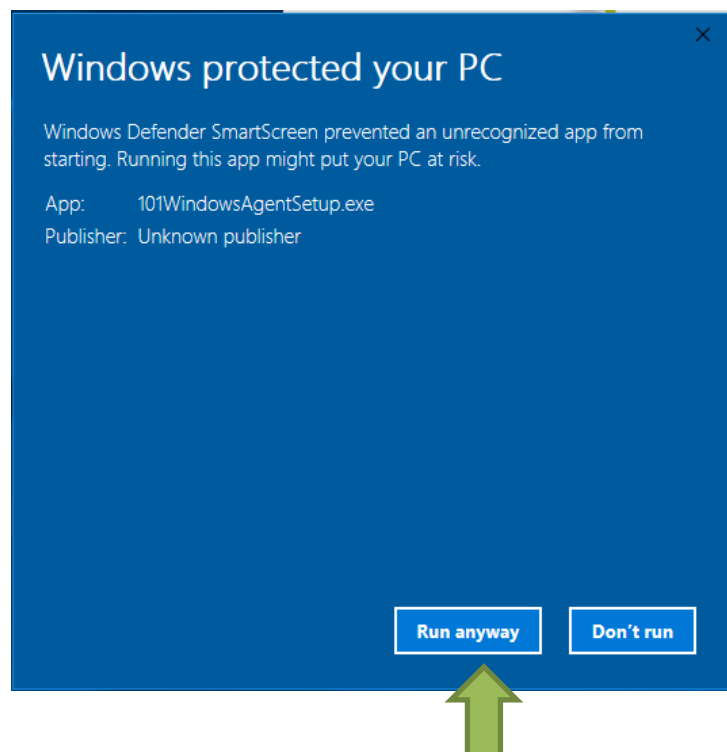 Windows protected your PC
Windows Defender SmartScreen prevented an unrecognized app from
starting. Running this app might put your PC at risk.
App: 101WindowsAgentSetup.exe
Publisher: Unknown publisher
Run anyway Don't run